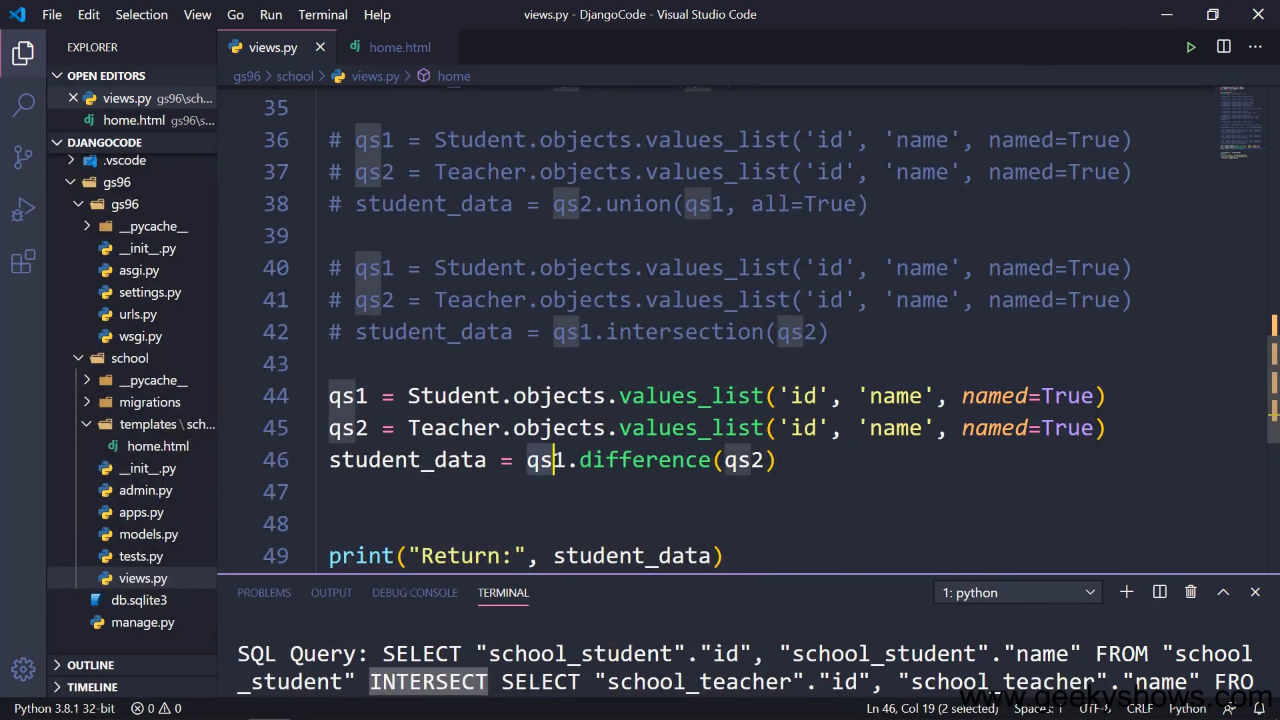 File Edit Selection View Go Run Terminal Help
views.py - DjangoCode - Visual Studio Code
EXPLORER
OPEN EDITORS
views.py gs96\sc...
home.html gs96\s...
DJANGOCODE
.vscode
gs96
gs96
__pycache__
__init__.py
asgi.py
settings.py
urls.py
wsgi.py
school
__pycache__
migrations
templates \ sc...
home.html
__init__.py
admin.py
apps.py
models.py
tests.py
views.py
db.sqlite3
manage.py
OUTLINE
TIMELINE
views.py
home.html
gs96 > school > views.py > home
35
36 # qs1 = Student.objects.values_list('id', 'name', named=True)
37 # qs2 = Teacher.objects.values_list('id', 'name', named=True)
38 # student_data = qs2.union(qs1, all=True)
39
40 # qs1 = Student.objects.values_list('id', 'name', named=True)
41 # qs2 = Teacher.objects.values_list('id', 'name', named=True)
42 # student_data = qs1.intersection(qs2)
43
44 qs1 = Student.objects.values_list('id', 'name', named=True)
45 qs2 = Teacher.objects.values_list('id', 'name', named=True)
46 student_data = qs1.difference(qs2)
47
48
49 print("Return:", student_data)
PROBLEMS OUTPUT DEBUG CONSOLE TERMINAL
1: python
SQL Query: SELECT "school_student"."id", "school_student"."name" FROM "school
_student" INTERSECT SELECT "school_teacher"."id", "school_teacher"."name" FRO
www.geekyshows.com
Python 3.8.1 32-bit 0 0
Ln 46, Col 19 (2 selected) Spaces: 1 UTF-8 CRLF Python